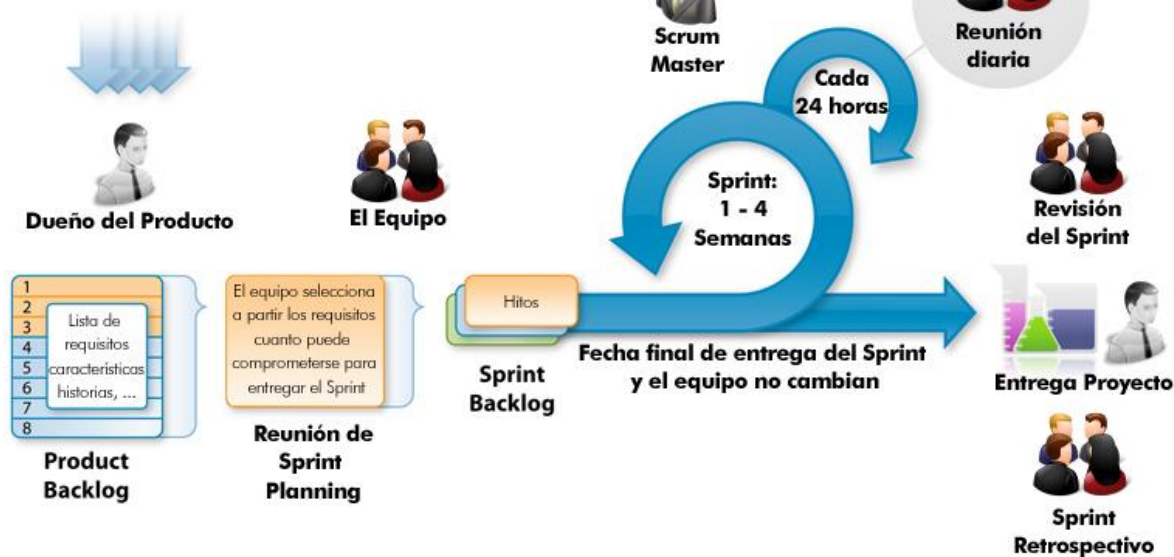 Scrum
Master
Reunión
diaria
Cada
24 horas
Dueño del Producto
El Equipo
Sprint:
1 - 4
Semanas
Revisión
del Sprint
1
2
3
4
5
6
7
8
Lista de
requisitos
características
historias, ...
El equipo selecciona
a partir los requisitos
cuanto puede
comprometerse para
entregar el Sprint
Hitos
Fecha final de entrega del Sprint
y el equipo no cambian
Sprint
Backlog
Entrega Proyecto
Product
Backlog
Reunión de
Sprint
Planning
Sprint
Retrospectivo